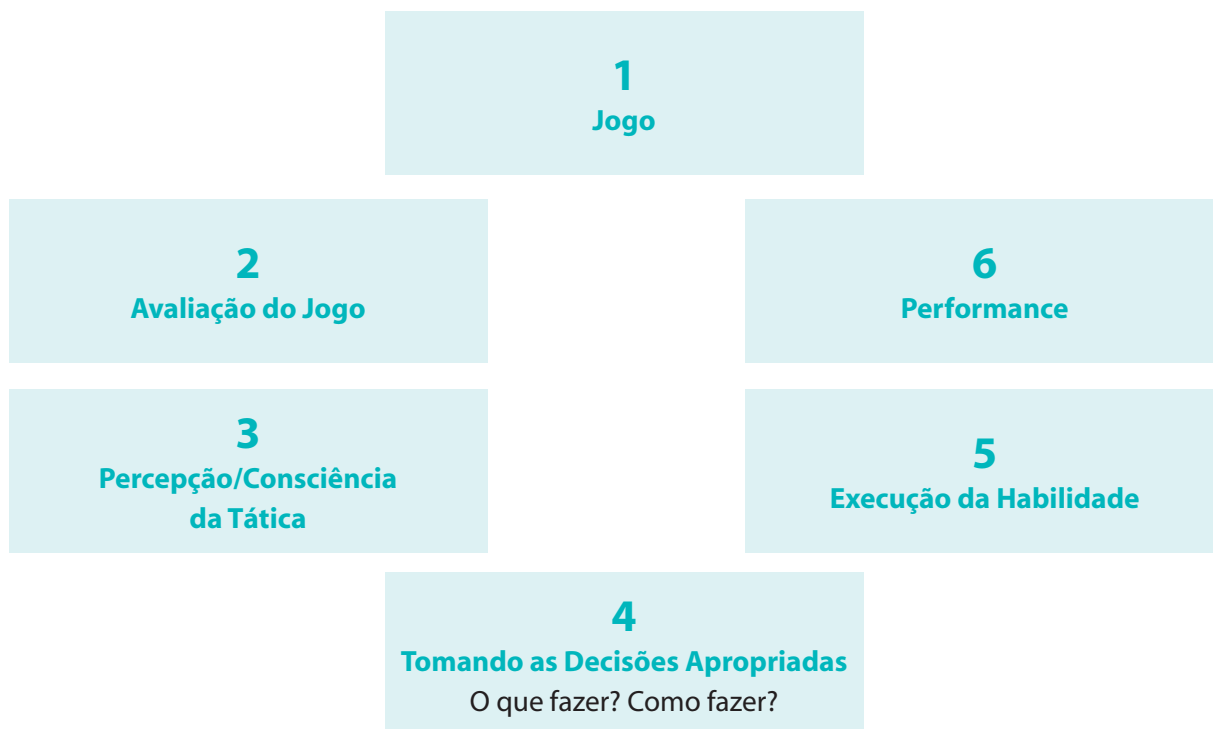 1
Jogo
2
Avaliação do Jogo
6
Performance
3
Percepção/Consciência
da Tática
5
Execução da Habilidade
4
Tomando as Decisões Apropriadas
O que fazer? Como fazer?